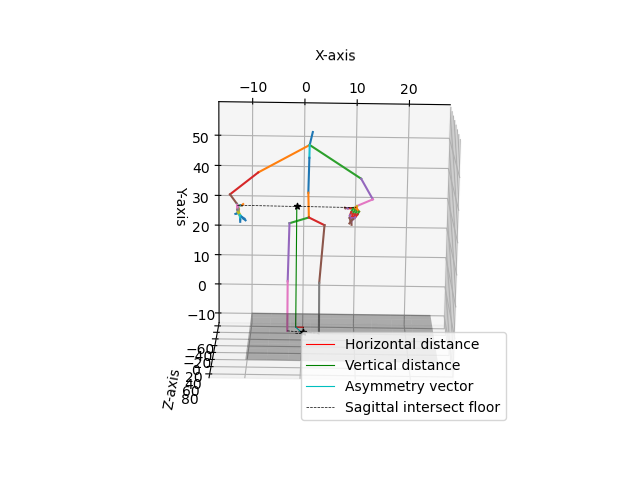 X-axis
−10 0 10 20
50
40
30
Y-axis
20
10
0
−10
−60
−40
−20
0
20
40
60
80
Z-axis
Horizontal distance
Vertical distance
Asymmetry vector
Sagittal intersect floor